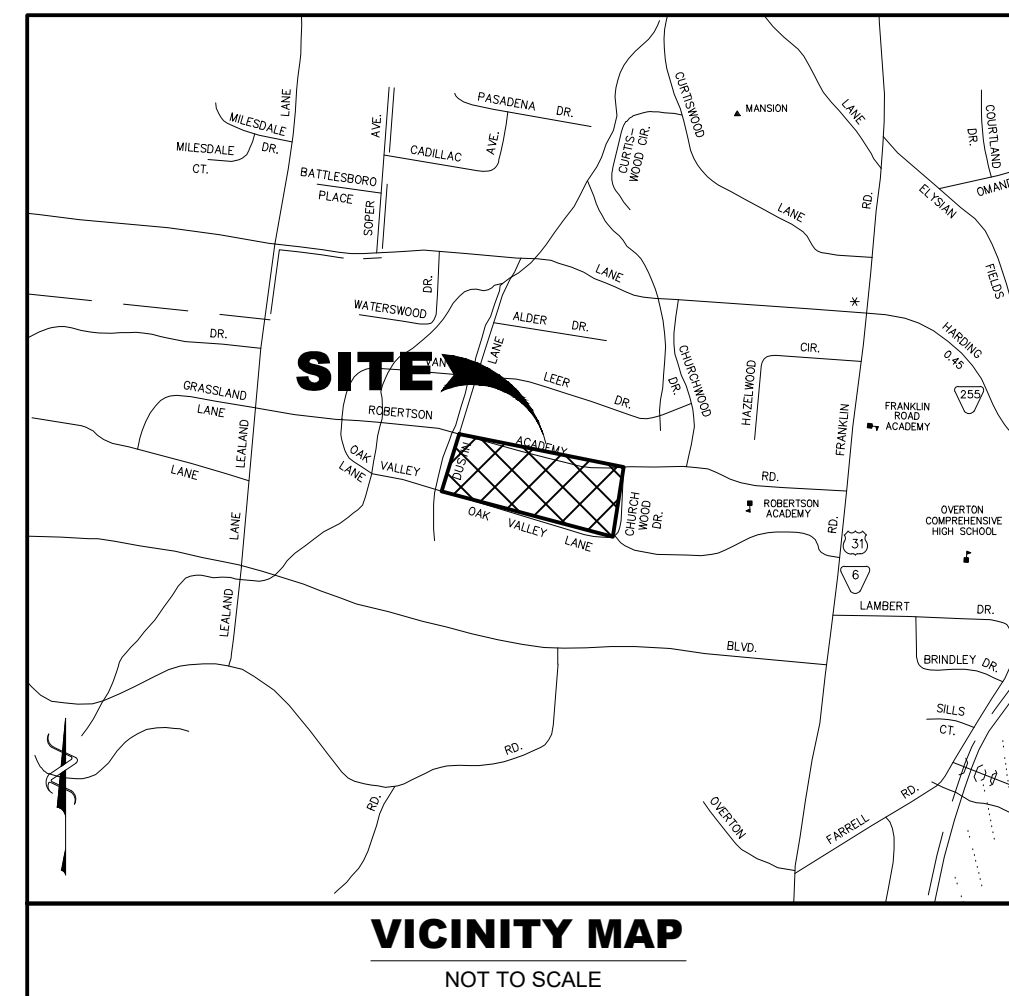 LANE
MILESDALE
DR.
MILESDALE
CT.
AVE.
PASADENA DR.
CADILLAC
AVE.
BATTLESBORO
PLACE
SOPER
CURTISWOOD
CURTIS-
WOOD CIR.
MANSION
LANE
LANE
RD.
COURTLAND
DR.
OMAND
ELYSIAN
FIELDS
LANE
*
DR.
WATERSWOOD
ALDER DR.
LANE
DR.
SITE
VAN
LEER
DR.
CHURCHWOOD
DR.
HAZELWOOD
CIR.
HARDING
0.45
255
GRASSLAND
LANE
ROBERTSON
ACADEMY
RD.
FRANKLIN
FRANKLIN
ROAD
ACADEMY
LEALAND
LANE
OAK VALLEY
LANE
DUSTIN
OAK VALLEY LANE
CHURCH
WOOD
DR.
ROBERTSON
ACADEMY
RD.
31
6
OVERTON
COMPREHENSIVE
HIGH SCHOOL
LANE
LEALAND
BLVD.
LAMBERT DR.
BRINDLEY DR.
SILLS
CT.
RD.
RD.
OVERTON
FARRELL
RD.
VICINITY MAP
NOT TO SCALE